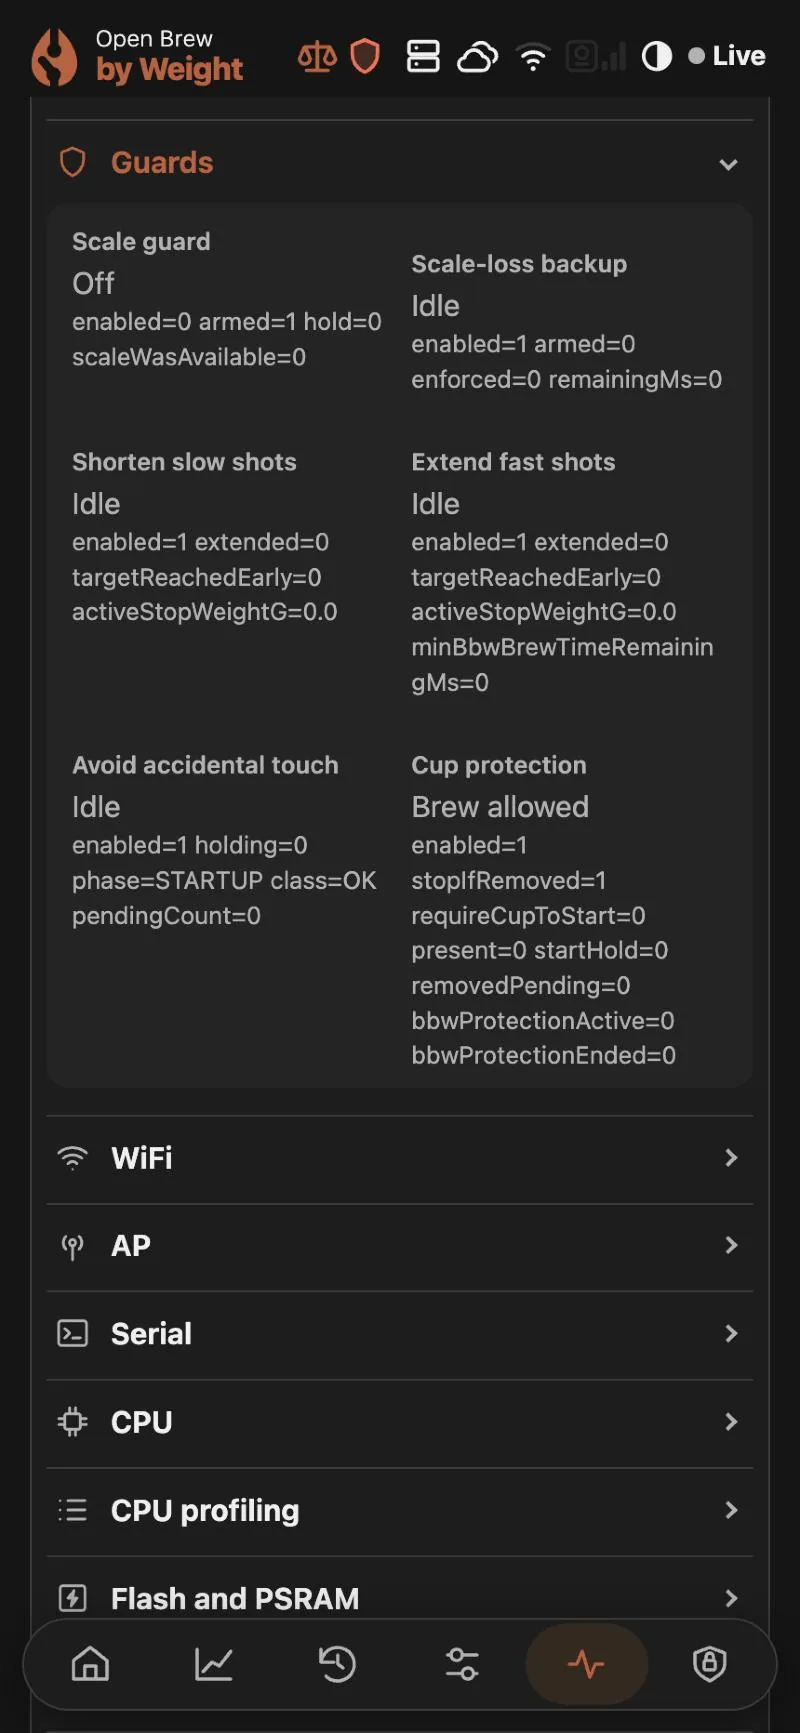 Open Brew
by Weight
Live
Guards
Scale guard
Off
enabled=0 armed=1 hold=0
scaleWasAvailable=0
Scale-loss backup
Idle
enabled=1 armed=0
enforced=0 remainingMs=0
Shorten slow shots
Idle
enabled=1 extended=0
targetReachedEarly=0
activeStopWeightG=0.0
Extend fast shots
Idle
enabled=1 extended=0
targetReachedEarly=0
activeStopWeightG=0.0
minBbwBrewTimeRemainin
gMs=0
Avoid accidental touch
Idle
enabled=1 holding=0
phase=STARTUP class=OK
pendingCount=0
Cup protection
Brew allowed
enabled=1
stopIfRemoved=1
requireCupToStart=0
present=0 startHold=0
removedPending=0
bbwProtectionActive=0
bbwProtectionEnded=0
WiFi
AP
Serial
CPU
CPU profiling
Flash and PSRAM